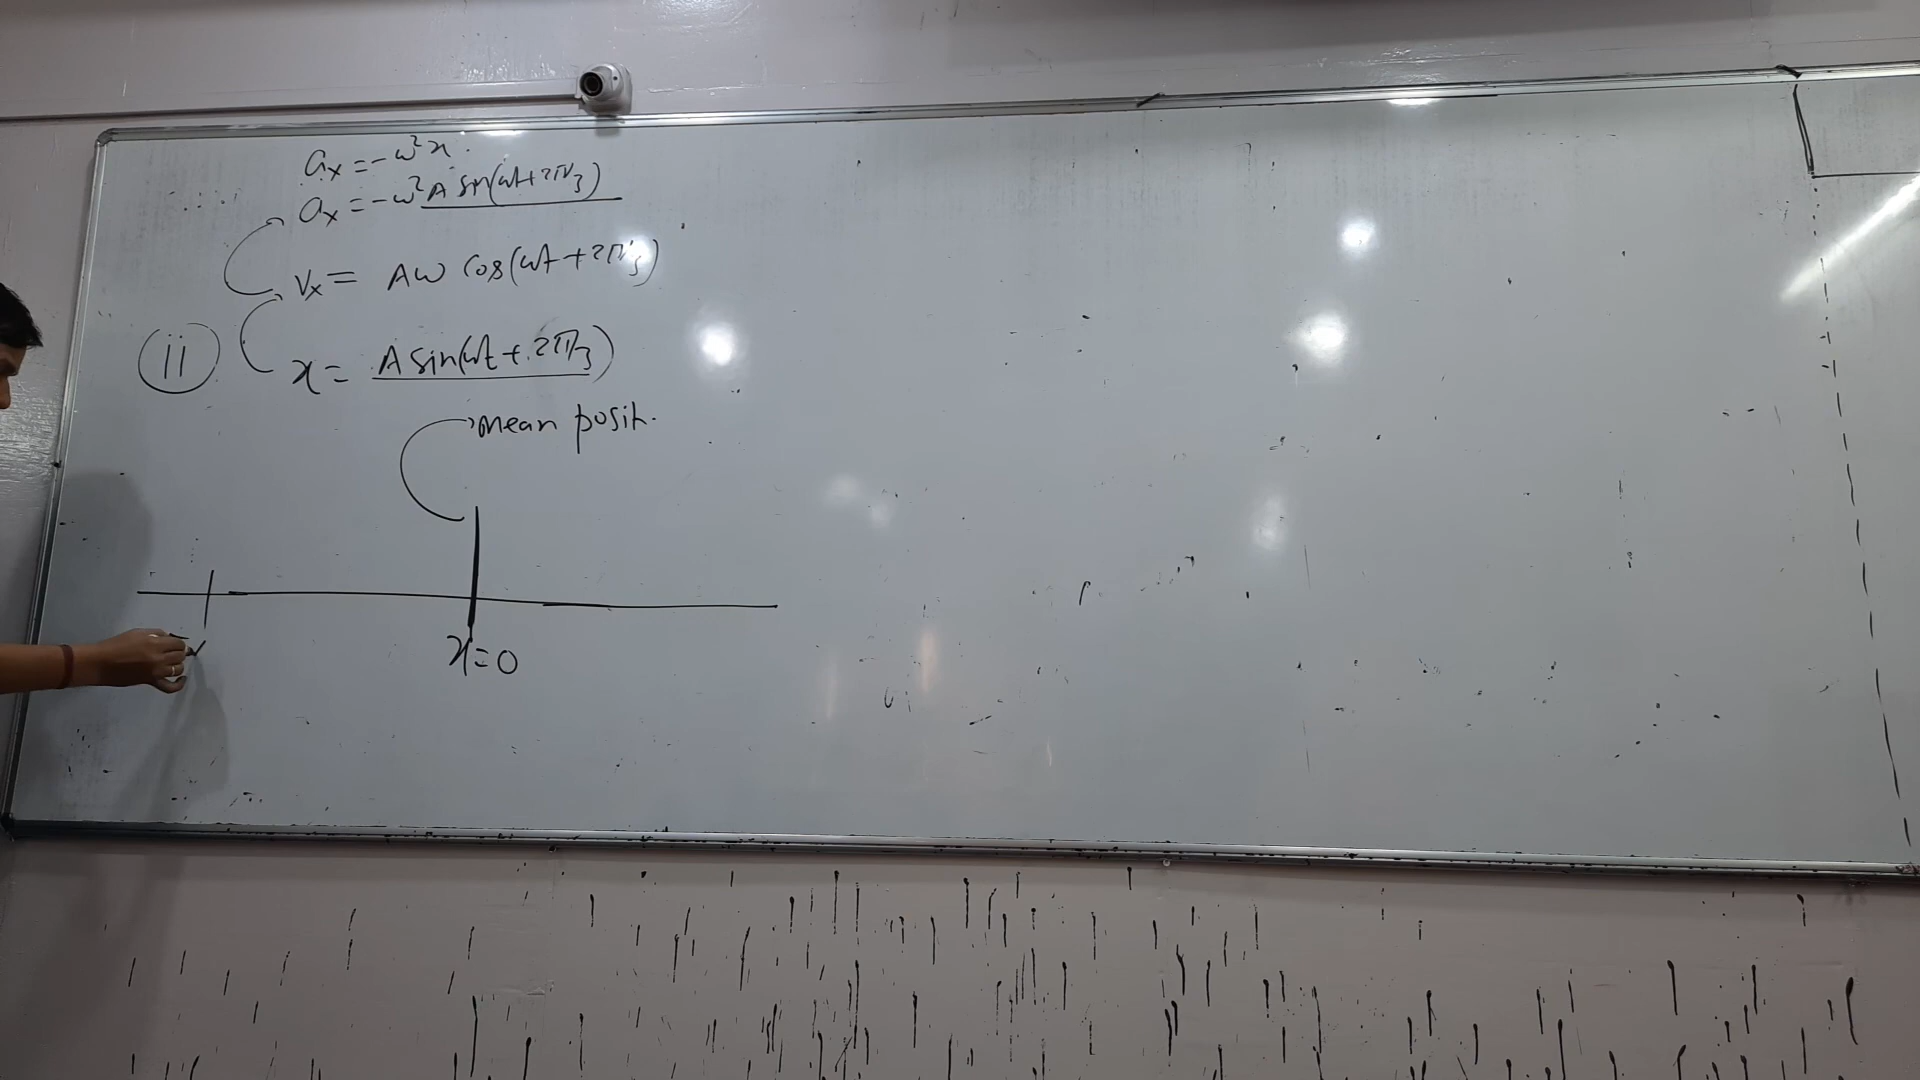 aₓ = -ω²x.
aₓ = -ω²A sin(ωt+2π/3)
Vₓ = Aω Cos(ωt+2π/3)
(ii) x = A sin(ωt + 2π/3)
mean posit.
x=0